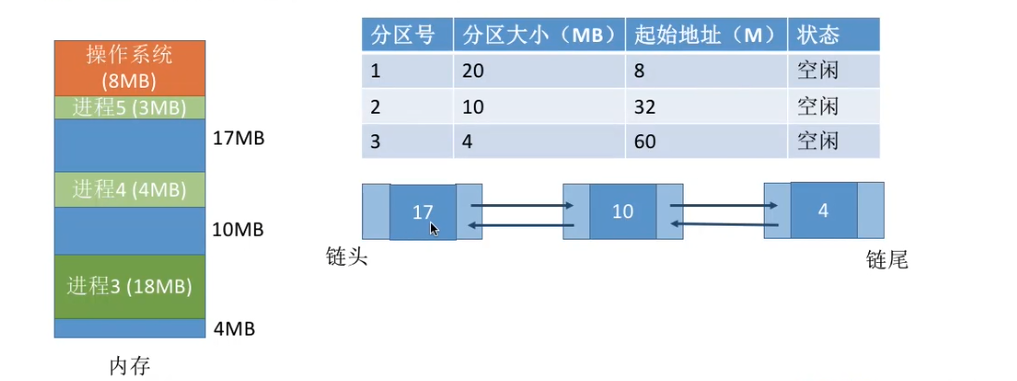 操作系统
(8MB)
进程5 (3MB)
17MB
进程4 (4MB)
10MB
进程3 (18MB)
4MB
内存
分区号 分区大小（MB） 起始地址（M） 状态
1 20 8 空闲
2 10 32 空闲
3 4 60 空闲
17 10 4
链头 链尾